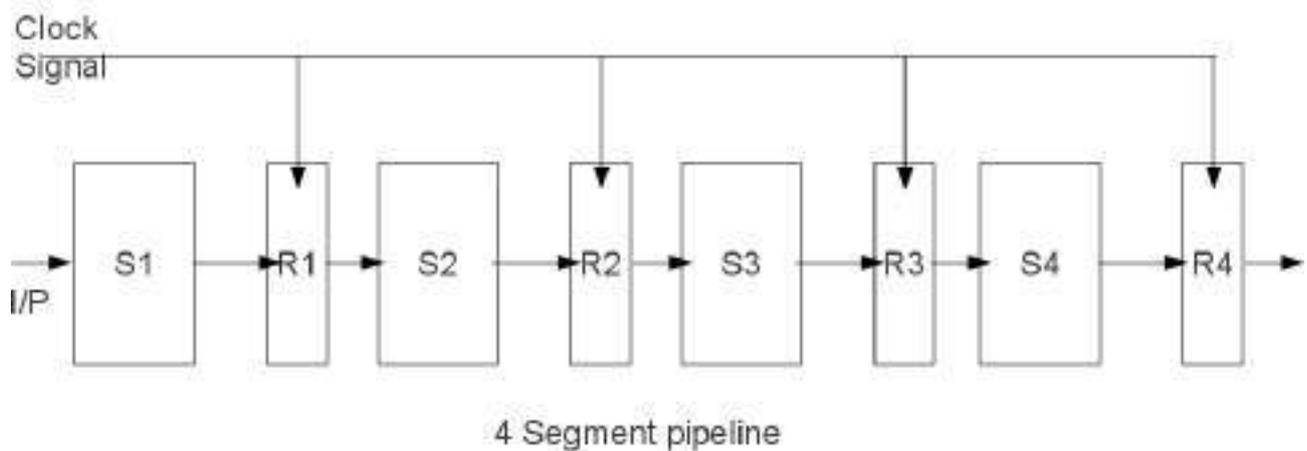 Clock
Signal
S1 R1 S2 R2 S3 R3 S4 R4
I/P
4 Segment pipeline